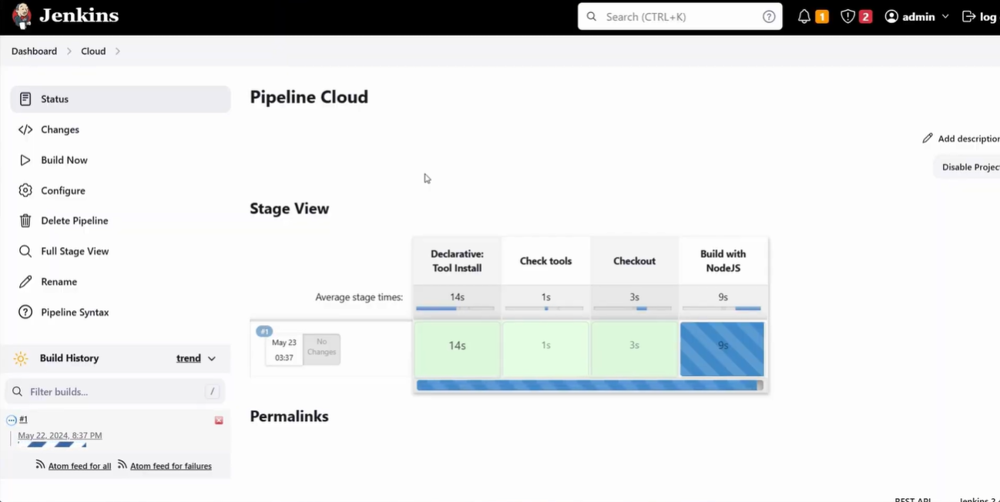 Jenkins
Search (CTRL+K)
1
2
admin
log
Dashboard
Cloud
Status
Changes
Build Now
Configure
Delete Pipeline
Full Stage View
Rename
Pipeline Syntax
Build History
trend
Filter builds...
/
#1
May 22, 2024, 8:37 PM
Atom feed for all
Atom feed for failures
Pipeline Cloud
Add description
Disable Projec
Stage View
Declarative:
Tool Install
Check tools
Checkout
Build with
NodeJS
Average stage times:
14s
1s
3s
9s
#1
May 23
03:37
No
Changes
14s
1s
3s
9s
Permalinks
REST API
Jenkins 2